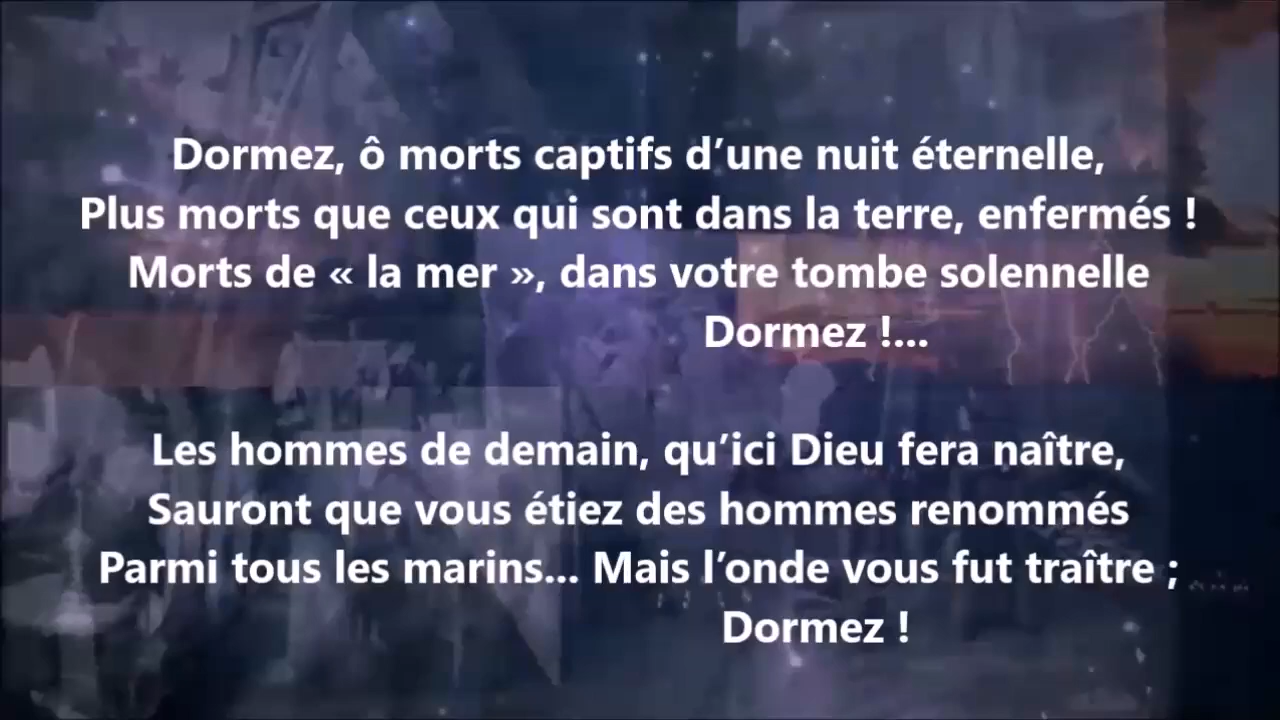 Dormez, ô morts captifs d’une nuit éternelle,
Plus morts que ceux qui sont dans la terre, enfermés !
Morts de « la mer », dans votre tombe solennelle
Dormez !...
Les hommes de demain, qu’ici Dieu fera naître,
Sauront que vous étiez des hommes renommés
Parmi tous les marins... Mais l’onde vous fut traître ;
Dormez !